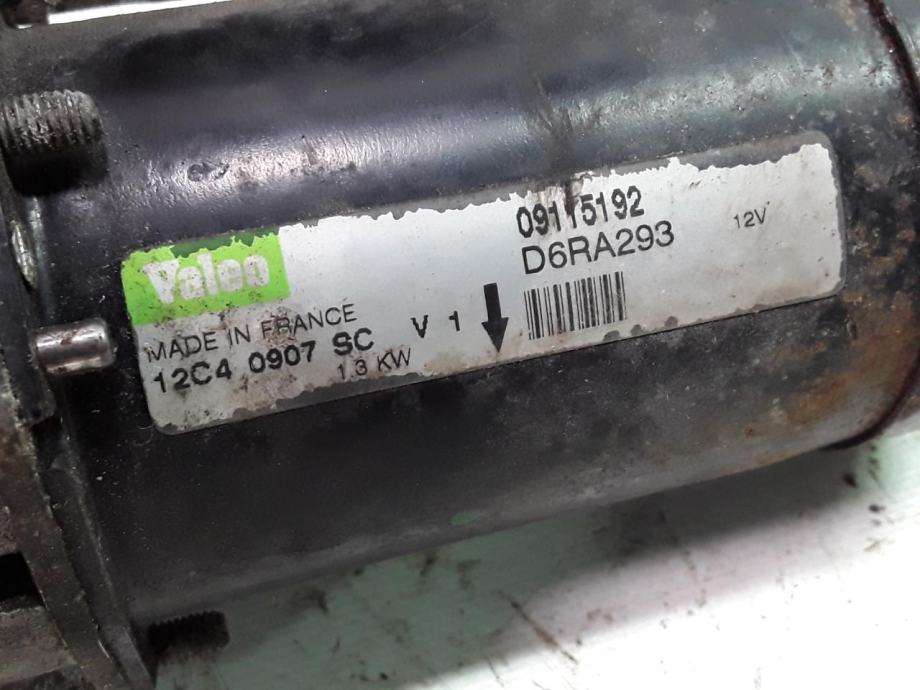 Valeo
MADE IN FRANCE
12C4 0907 SC V 1
1.3 KW
09115192
D6RA293
12V